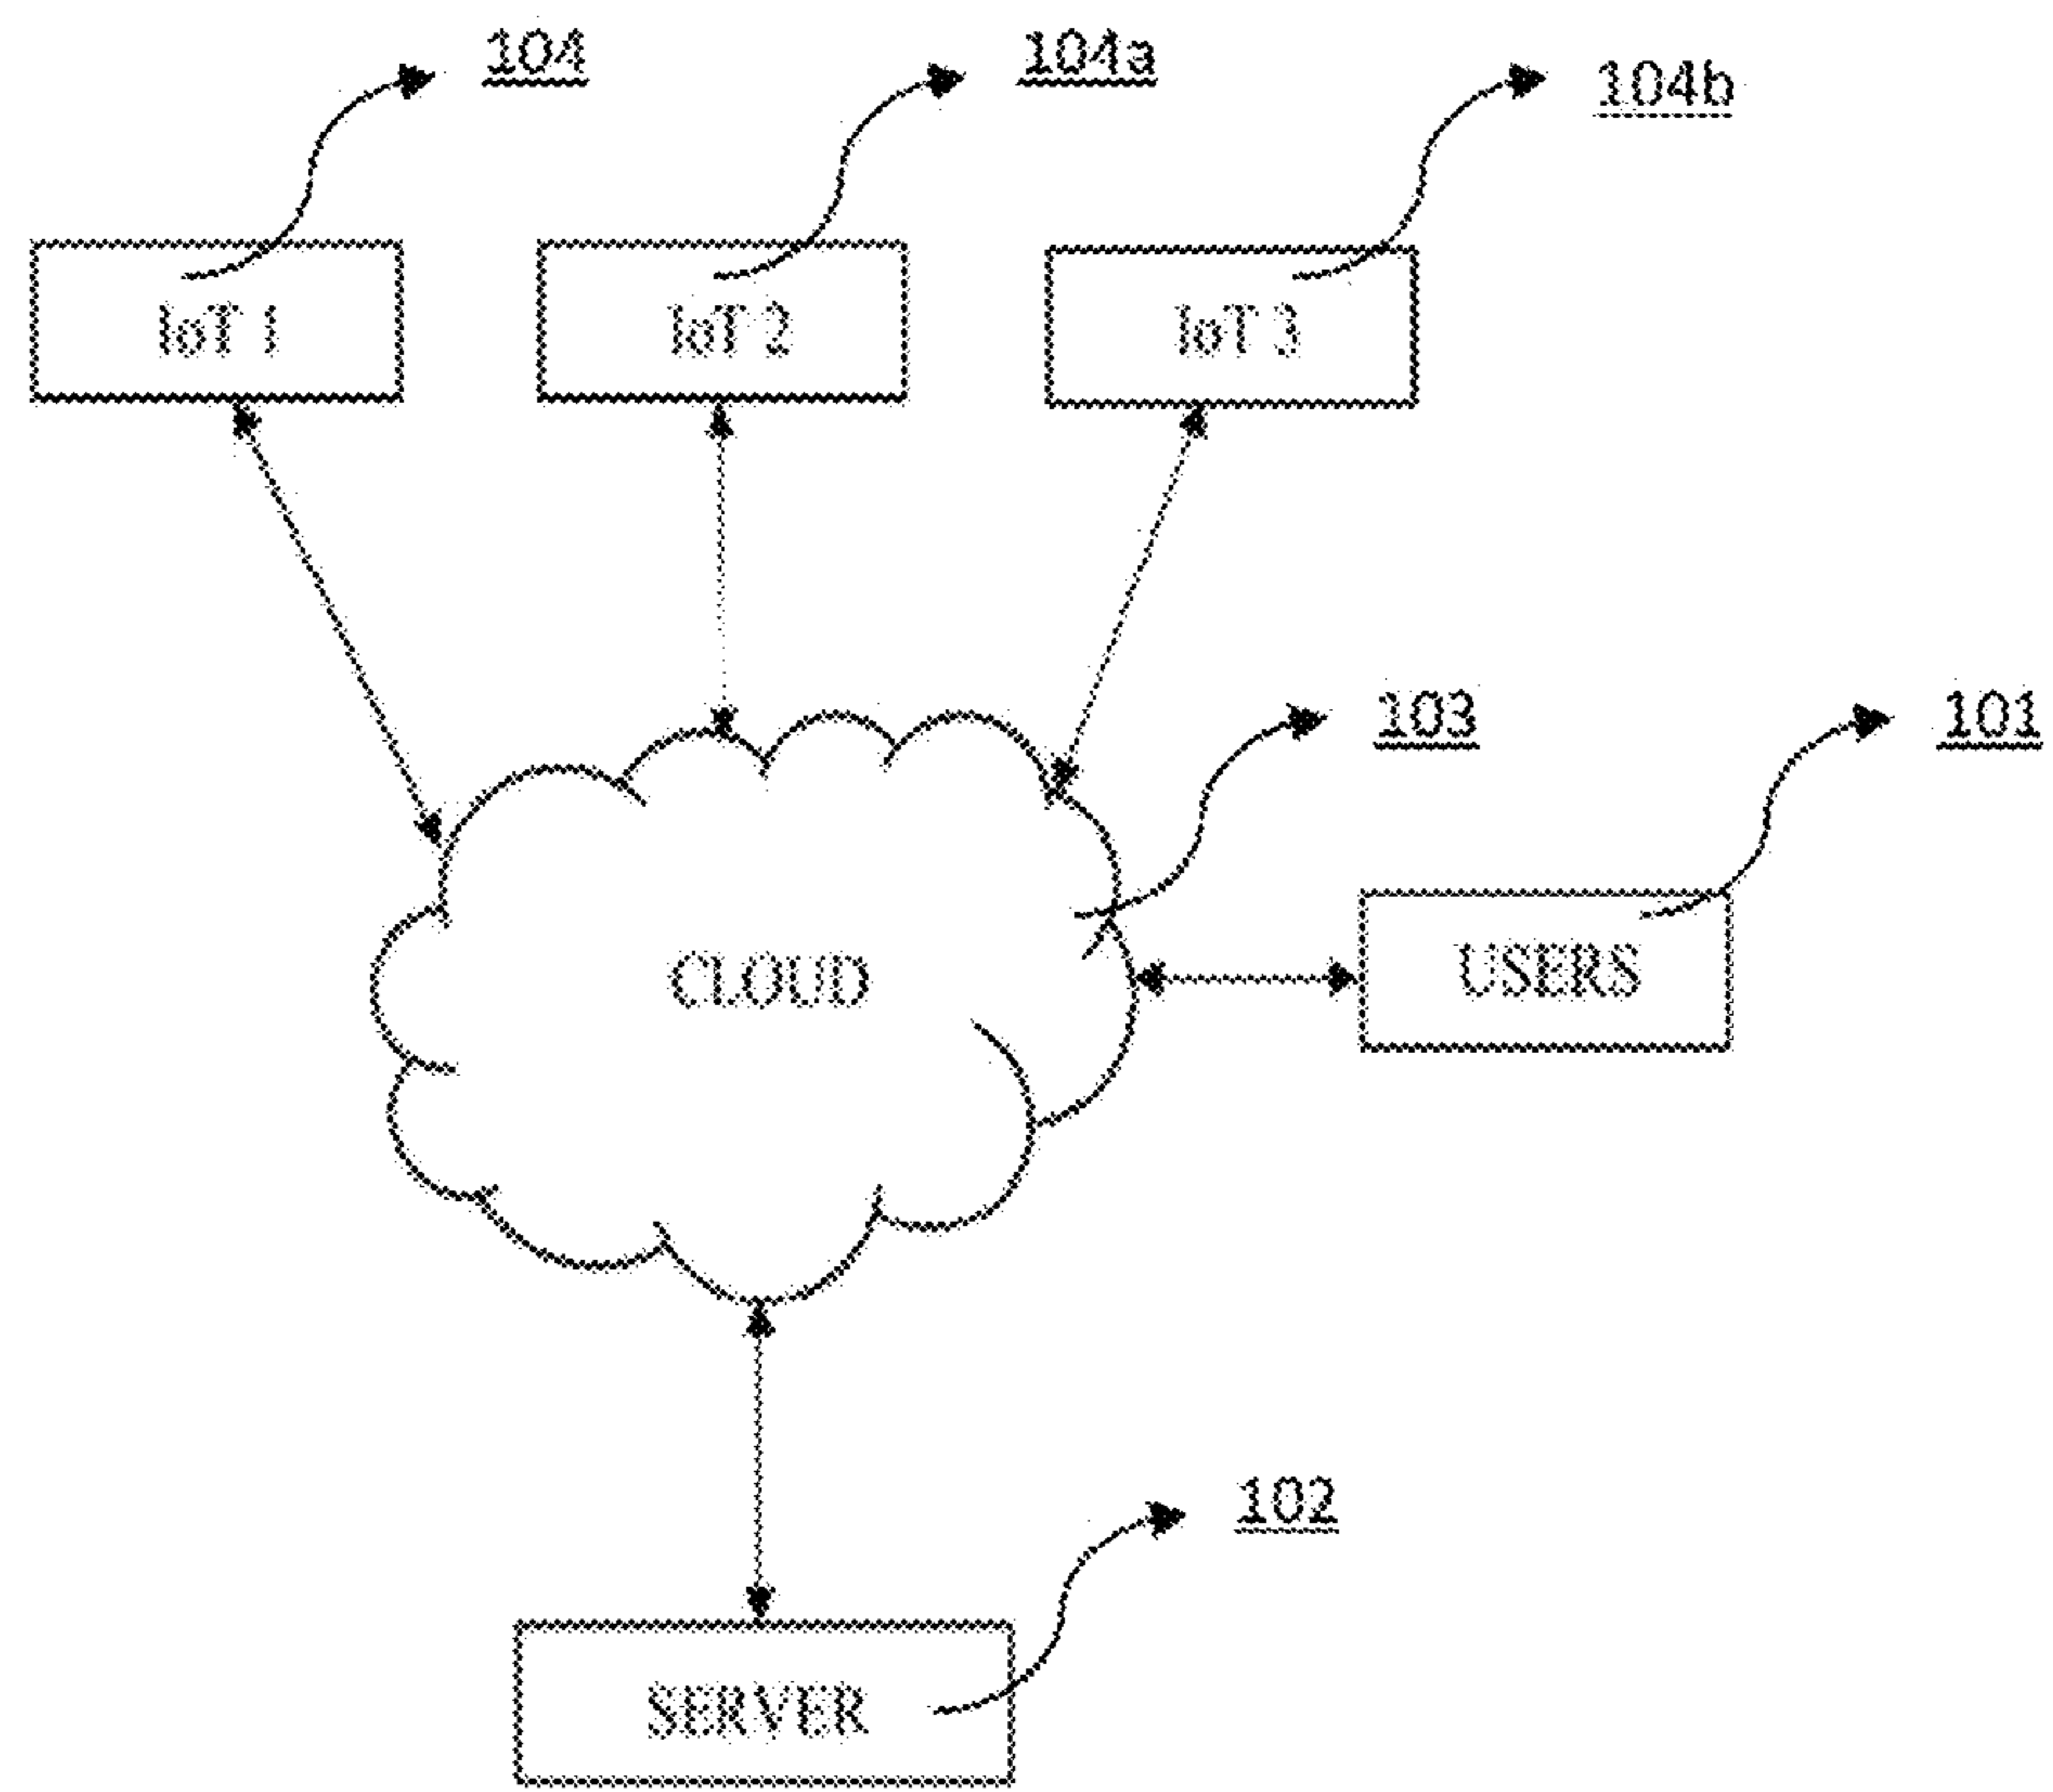 104
104a
104b
IoT 1
IoT 2
IoT 3
103
101
CLOUD
USERS
102
SERVER